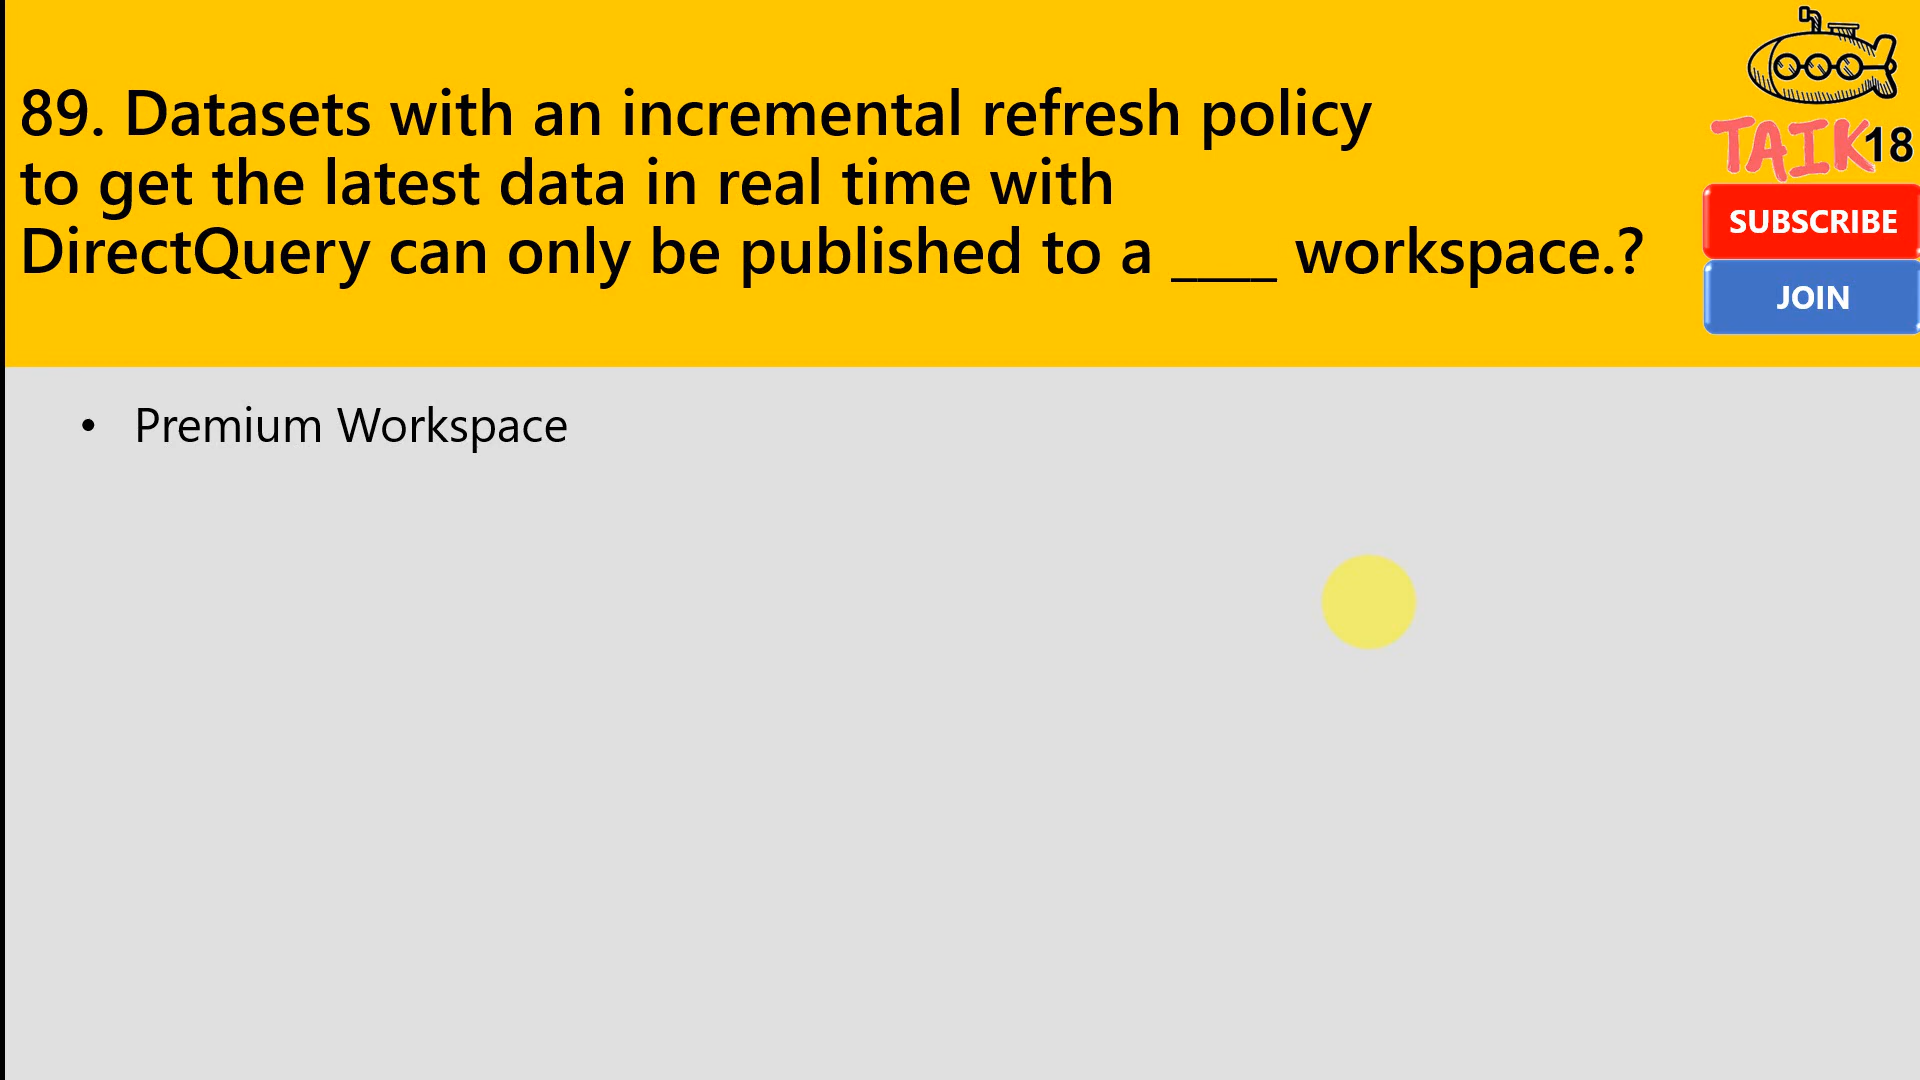 89. Datasets with an incremental refresh policy
to get the latest data in real time with
DirectQuery can only be published to a ____ workspace.?
TAIK18
SUBSCRIBE
JOIN
• Premium Workspace